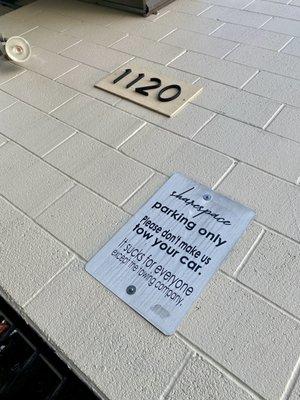 1120
sharespace
parking only
Please don't make us
tow your car.
It sucks for everyone
except the towing company.